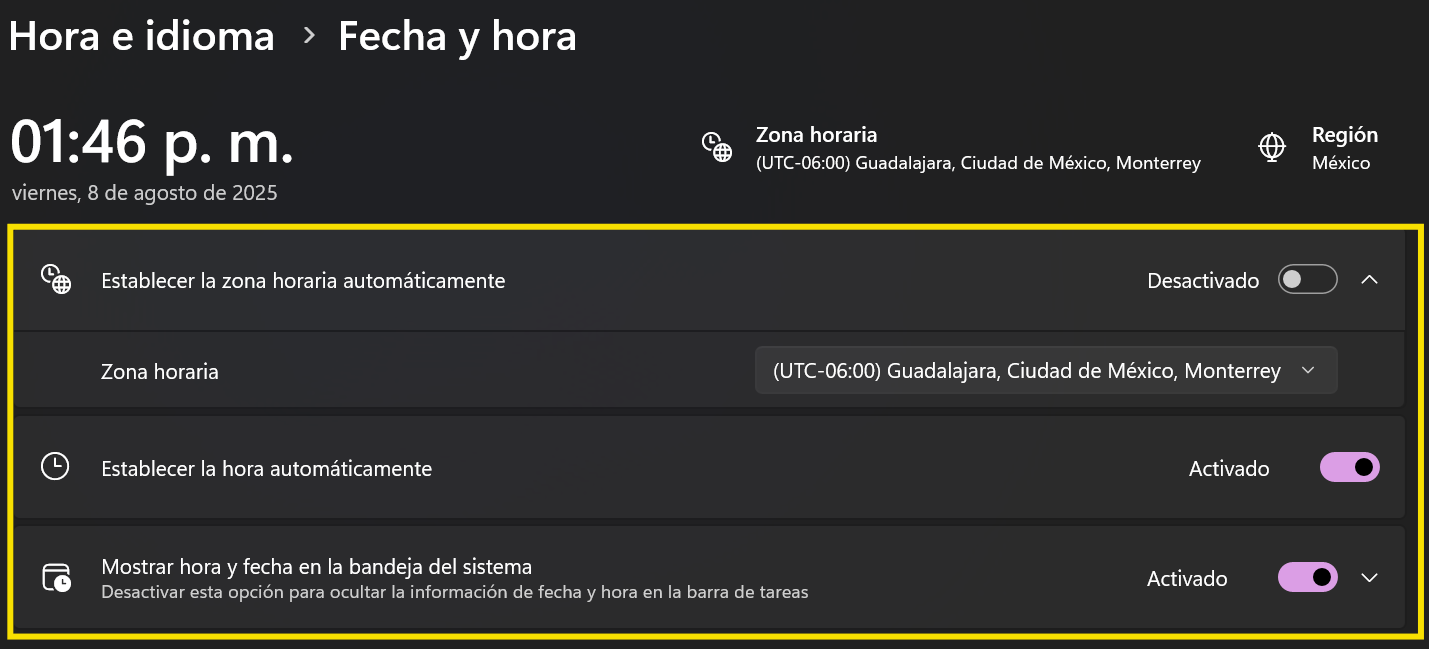 Hora e idioma > Fecha y hora
01:46 p. m.
viernes, 8 de agosto de 2025
Zona horaria
(UTC-06:00) Guadalajara, Ciudad de México, Monterrey
Región
México
Establecer la zona horaria automáticamente
Desactivado
Zona horaria
(UTC-06:00) Guadalajara, Ciudad de México, Monterrey
Establecer la hora automáticamente
Activado
Mostrar hora y fecha en la bandeja del sistema
Desactivar esta opción para ocultar la información de fecha y hora en la barra de tareas
Activado